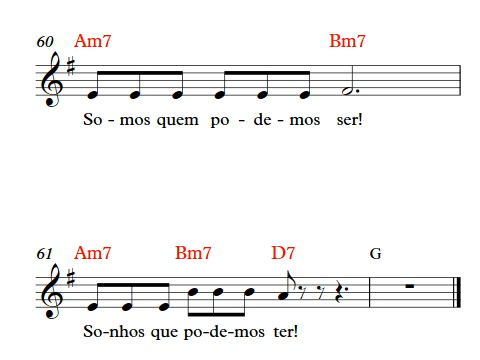 60 Am7 Bm7
So - mos quem po - de - mos ser!
61 Am7 Bm7 D7 G
So-nhos que po-de-mos ter!